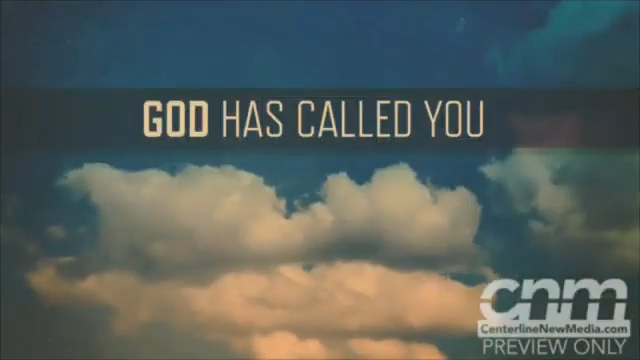 GOD HAS CALLED YOU
cnm
CenterlineNewMedia.com
PREVIEW ONLY